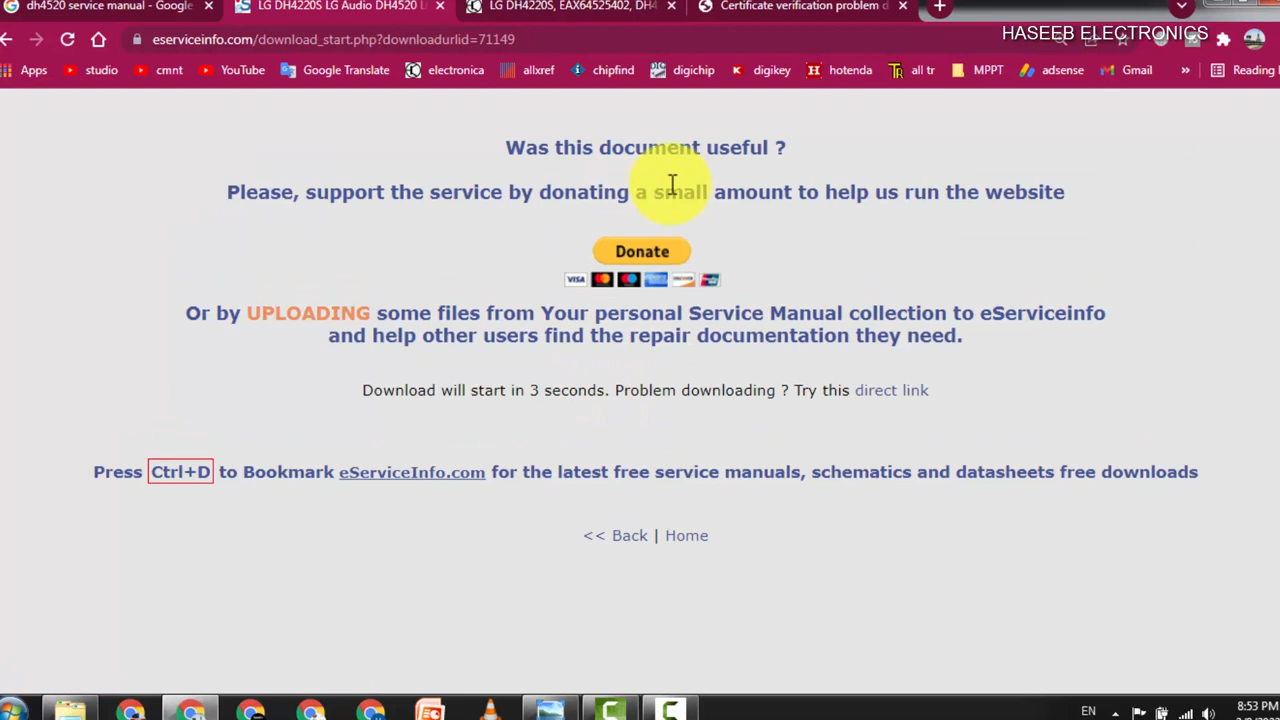 dh4520 service manual - Google
LG DH4220S LG Audio DH4520 L
LG DH4220S, EAX64525402, DH4
Certificate verification problem d
eserviceinfo.com/download_start.php?downloadurlid=71149
HASEEB ELECTRONICS
Apps studio cmnt YouTube Google Translate electronica allxref chipfind digichip digikey hotenda all tr MPPT adsense Gmail » Reading
Was this document useful ?
Please, support the service by donating a small amount to help us run the website
Donate
VISA
Or by UPLOADING some files from Your personal Service Manual collection to eServiceinfo
and help other users find the repair documentation they need.
Download will start in 3 seconds. Problem downloading ? Try this direct link
Press Ctrl+D to Bookmark eServiceInfo.com for the latest free service manuals, schematics and datasheets free downloads
<< Back | Home
EN
8:53 PM